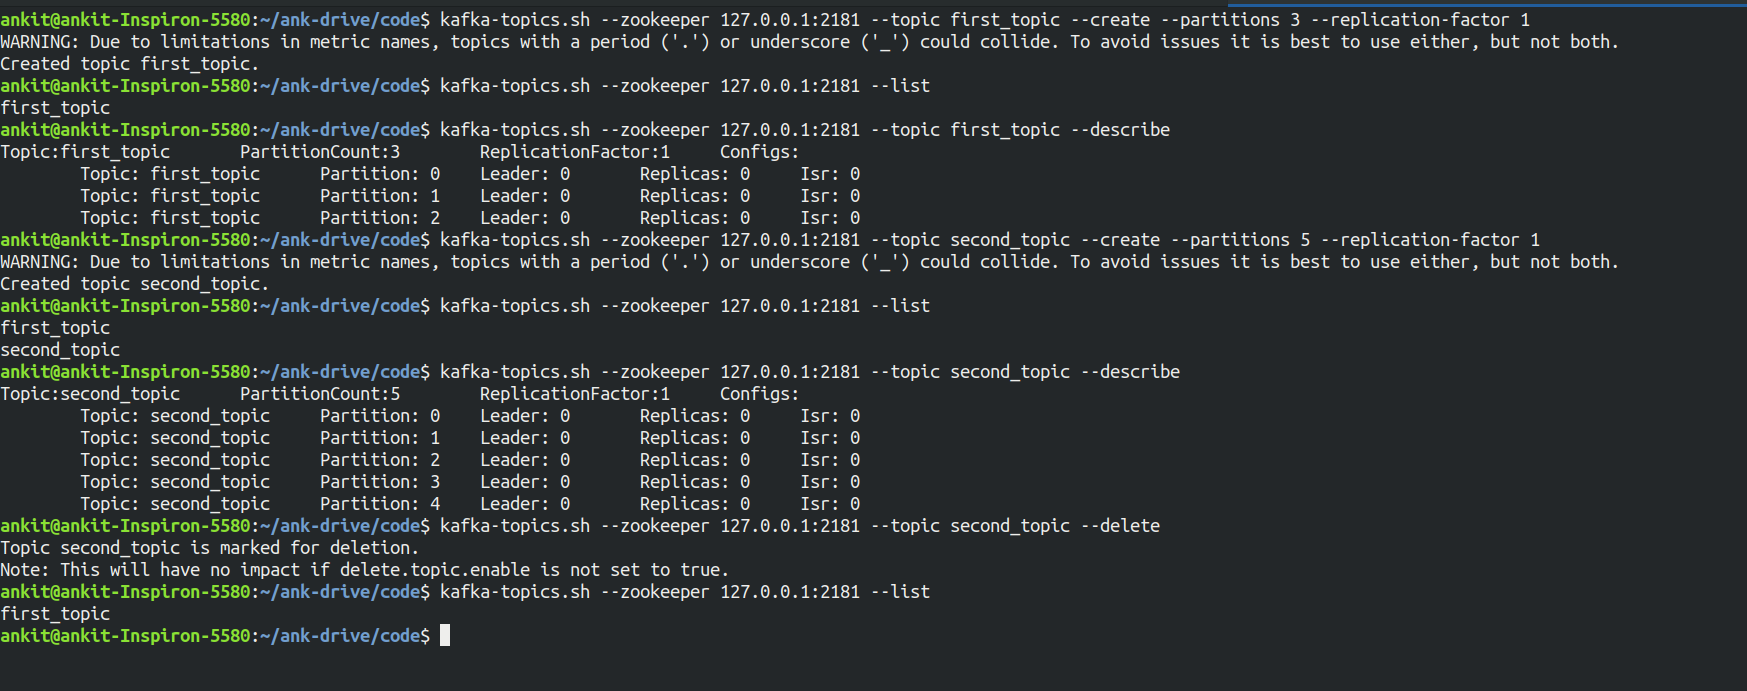 ankit@ankit-Inspiron-5580:~/ank-drive/code$ kafka-topics.sh --zookeeper 127.0.0.1:2181 --topic first_topic --create --partitions 3 --replication-factor 1
WARNING: Due to limitations in metric names, topics with a period ('.') or underscore ('_') could collide. To avoid issues it is best to use either, but not both.
Created topic first_topic.
ankit@ankit-Inspiron-5580:~/ank-drive/code$ kafka-topics.sh --zookeeper 127.0.0.1:2181 --list
first_topic
ankit@ankit-Inspiron-5580:~/ank-drive/code$ kafka-topics.sh --zookeeper 127.0.0.1:2181 --topic first_topic --describe
Topic:first_topic       PartitionCount:3        ReplicationFactor:1     Configs:
        Topic: first_topic      Partition: 0    Leader: 0       Replicas: 0     Isr: 0
        Topic: first_topic      Partition: 1    Leader: 0       Replicas: 0     Isr: 0
        Topic: first_topic      Partition: 2    Leader: 0       Replicas: 0     Isr: 0
ankit@ankit-Inspiron-5580:~/ank-drive/code$ kafka-topics.sh --zookeeper 127.0.0.1:2181 --topic second_topic --create --partitions 5 --replication-factor 1
WARNING: Due to limitations in metric names, topics with a period ('.') or underscore ('_') could collide. To avoid issues it is best to use either, but not both.
Created topic second_topic.
ankit@ankit-Inspiron-5580:~/ank-drive/code$ kafka-topics.sh --zookeeper 127.0.0.1:2181 --list
first_topic
second_topic
ankit@ankit-Inspiron-5580:~/ank-drive/code$ kafka-topics.sh --zookeeper 127.0.0.1:2181 --topic second_topic --describe
Topic:second_topic      PartitionCount:5        ReplicationFactor:1     Configs:
        Topic: second_topic     Partition: 0    Leader: 0       Replicas: 0     Isr: 0
        Topic: second_topic     Partition: 1    Leader: 0       Replicas: 0     Isr: 0
        Topic: second_topic     Partition: 2    Leader: 0       Replicas: 0     Isr: 0
        Topic: second_topic     Partition: 3    Leader: 0       Replicas: 0     Isr: 0
        Topic: second_topic     Partition: 4    Leader: 0       Replicas: 0     Isr: 0
ankit@ankit-Inspiron-5580:~/ank-drive/code$ kafka-topics.sh --zookeeper 127.0.0.1:2181 --topic second_topic --delete
Topic second_topic is marked for deletion.
Note: This will have no impact if delete.topic.enable is not set to true.
ankit@ankit-Inspiron-5580:~/ank-drive/code$ kafka-topics.sh --zookeeper 127.0.0.1:2181 --list
first_topic
ankit@ankit-Inspiron-5580:~/ank-drive/code$